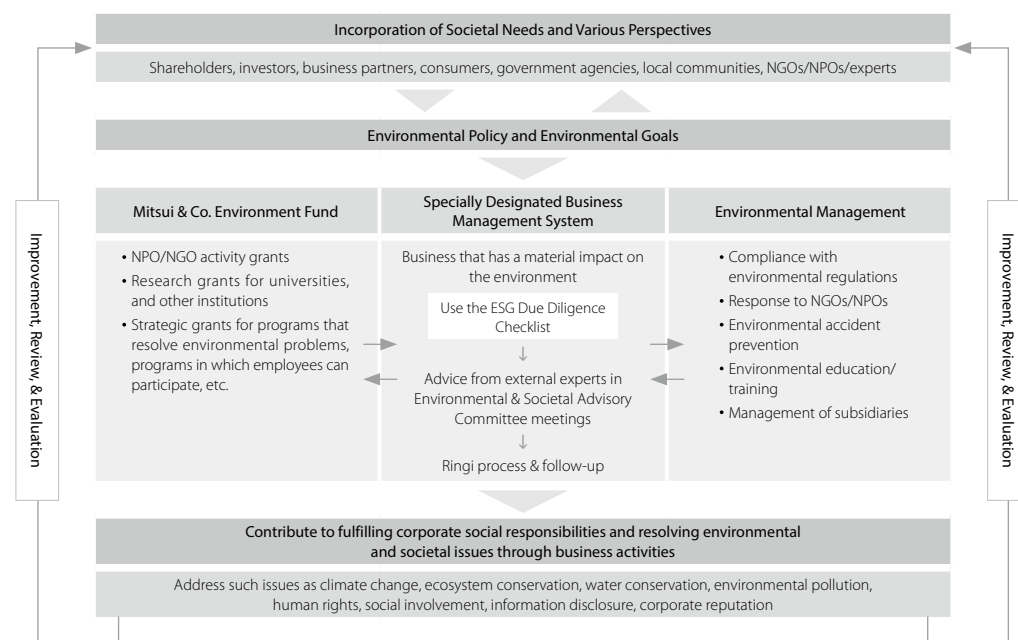 Incorporation of Societal Needs and Various Perspectives
Shareholders, investors, business partners, consumers, government agencies, local communities, NGOs/NPOs/experts
Environmental Policy and Environmental Goals
Improvement, Review, & Evaluation
Mitsui & Co. Environment Fund
• NPO/NGO activity grants
• Research grants for universities,
and other institutions
• Strategic grants for programs that
resolve environmental problems,
programs in which employees can
participate, etc.
Specially Designated Business
Management System
Business that has a material impact on
the environment
Use the ESG Due Diligence
Checklist
↓
Advice from external experts in
Environmental & Societal Advisory
Committee meetings
↓
Ringi process & follow-up
Environmental Management
• Compliance with
environmental regulations
• Response to NGOs/NPOs
• Environmental accident
prevention
• Environmental education/
training
• Management of subsidiaries
Improvement, Review, & Evaluation
Contribute to fulfilling corporate social responsibilities and resolving environmental
and societal issues through business activities
Address such issues as climate change, ecosystem conservation, water conservation, environmental pollution,
human rights, social involvement, information disclosure, corporate reputation